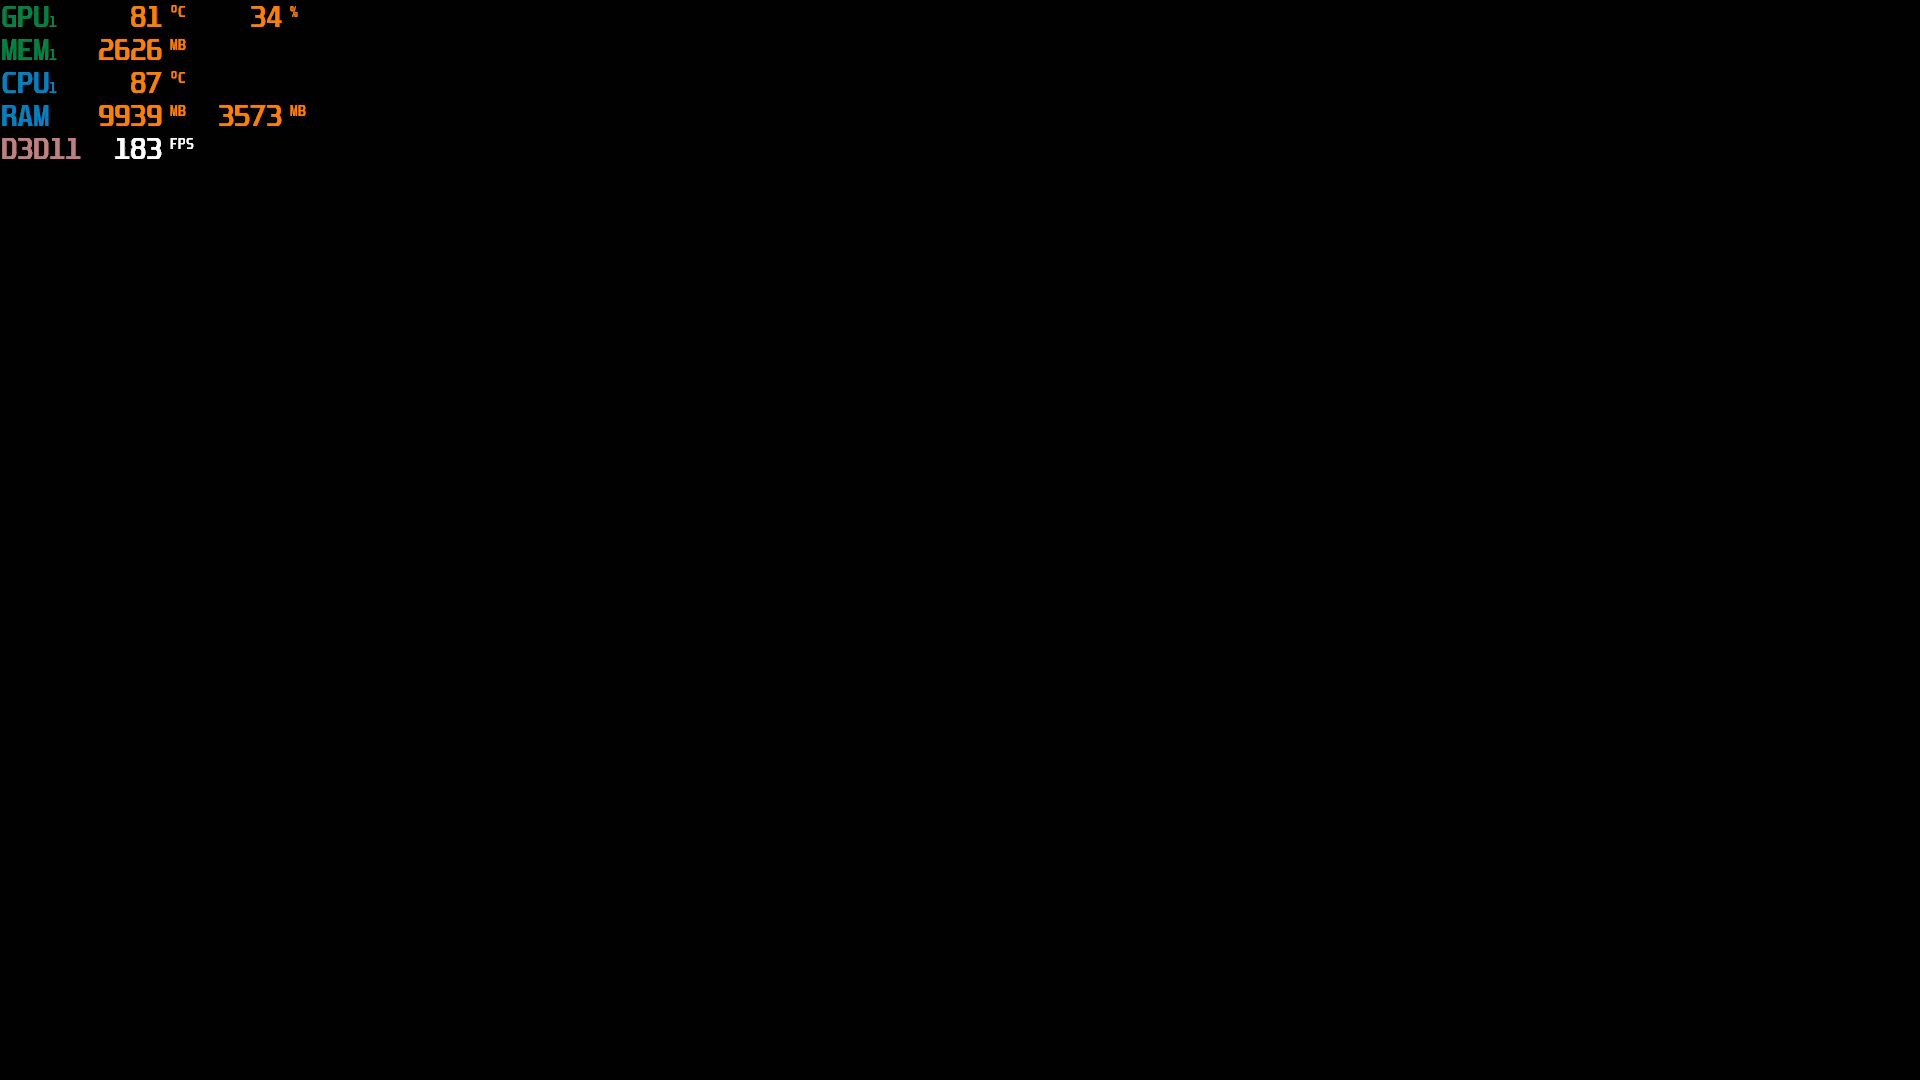 GPU1 81 °C 34 %
MEM1 2626 MB
CPU1 87 °C
RAM 9939 MB 3573 MB
D3D11 183 FPS